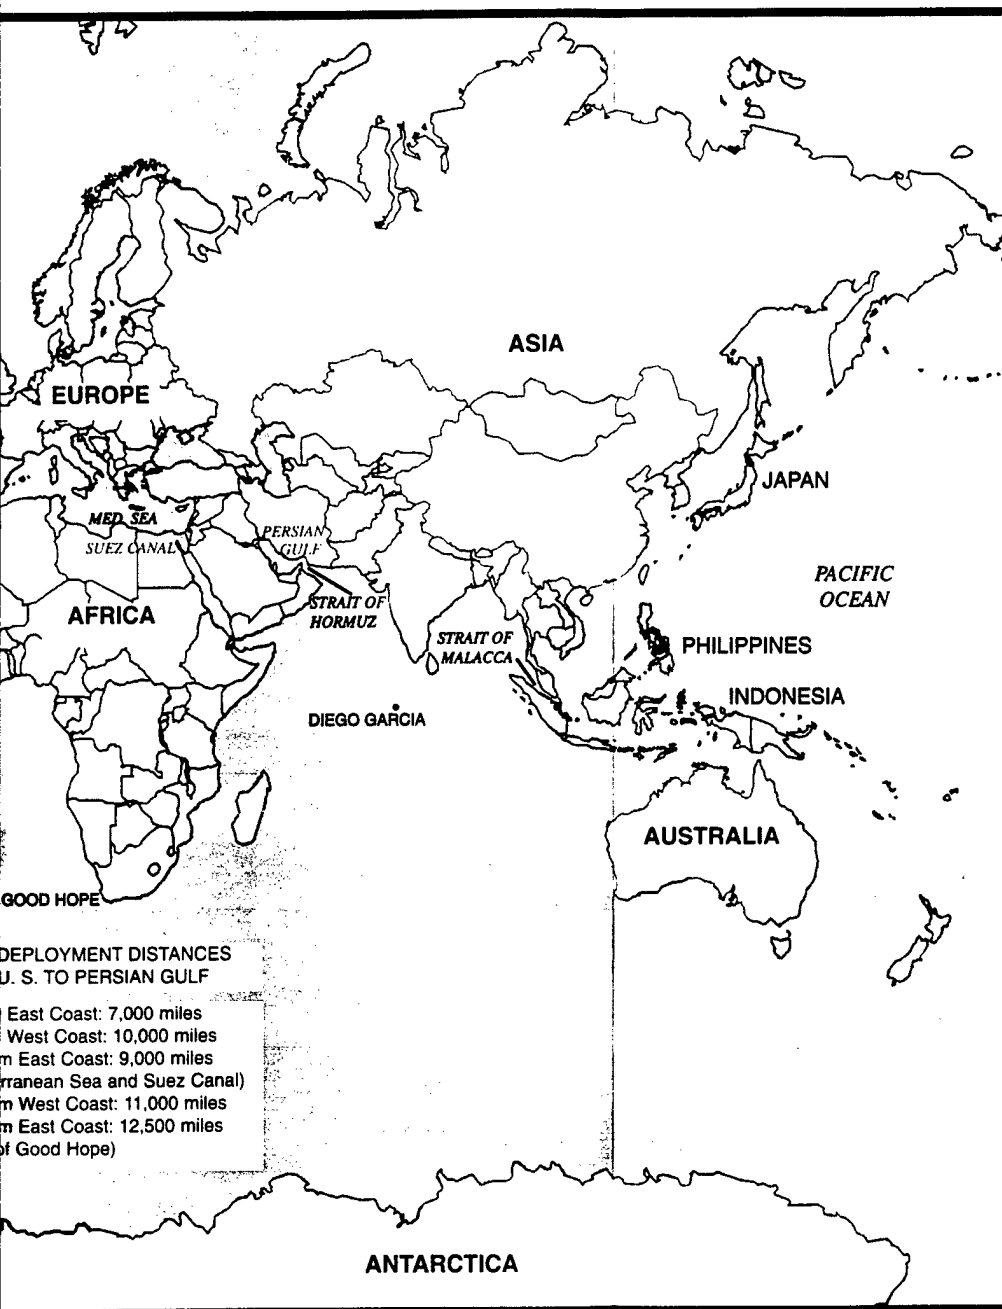 ASIA
EUROPE
JAPAN
MED. SEA
SUEZ CANAL
PERSIAN
GULF
PACIFIC
OCEAN
STRAIT OF
HORMUZ
AFRICA
STRAIT OF
MALACCA
PHILIPPINES
INDONESIA
DIEGO GARCIA
AUSTRALIA
GOOD HOPE
DEPLOYMENT DISTANCES
U. S. TO PERSIAN GULF
East Coast: 7,000 miles
West Coast: 10,000 miles
m East Coast: 9,000 miles
rranean Sea and Suez Canal)
m West Coast: 11,000 miles
m East Coast: 12,500 miles
of Good Hope)
ANTARCTICA